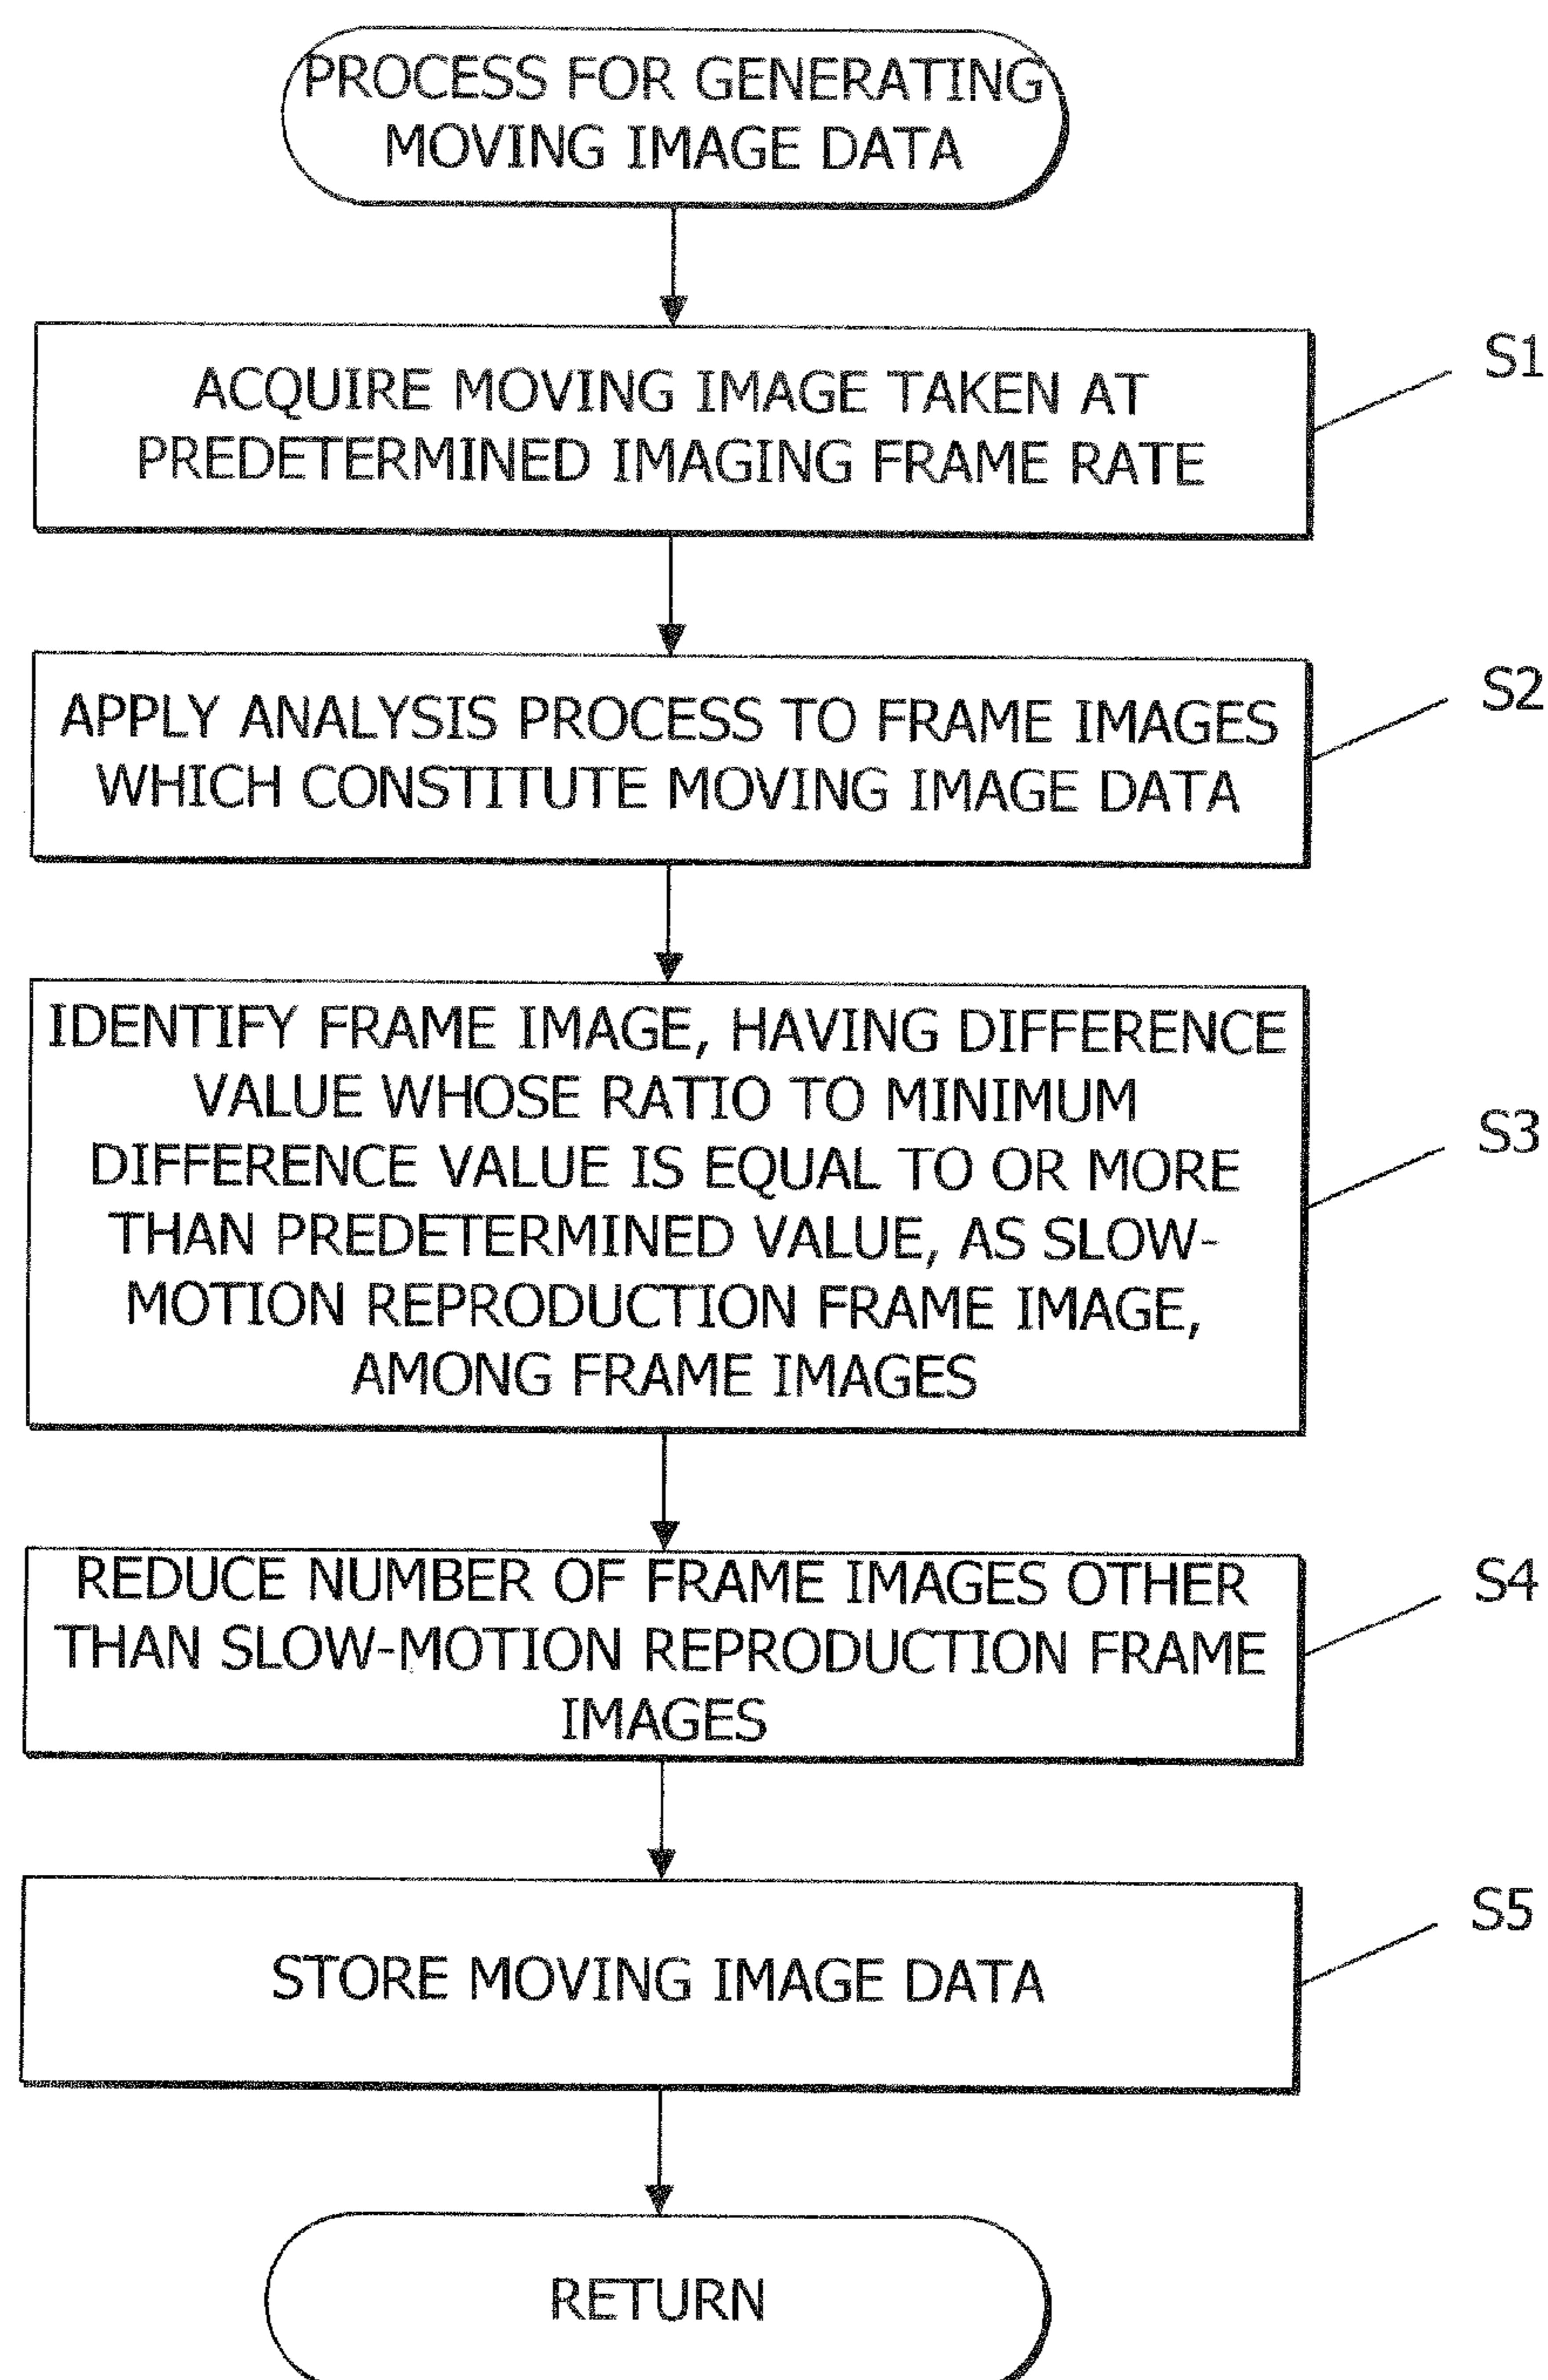 PROCESS FOR GENERATING
MOVING IMAGE DATA
ACQUIRE MOVING IMAGE TAKEN AT
PREDETERMINED IMAGING FRAME RATE
S1
APPLY ANALYSIS PROCESS TO FRAME IMAGES
WHICH CONSTITUTE MOVING IMAGE DATA
S2
IDENTIFY FRAME IMAGE, HAVING DIFFERENCE
VALUE WHOSE RATIO TO MINIMUM
DIFFERENCE VALUE IS EQUAL TO OR MORE
THAN PREDETERMINED VALUE, AS SLOW-
MOTION REPRODUCTION FRAME IMAGE,
AMONG FRAME IMAGES
S3
REDUCE NUMBER OF FRAME IMAGES OTHER
THAN SLOW-MOTION REPRODUCTION FRAME
IMAGES
S4
STORE MOVING IMAGE DATA
S5
RETURN